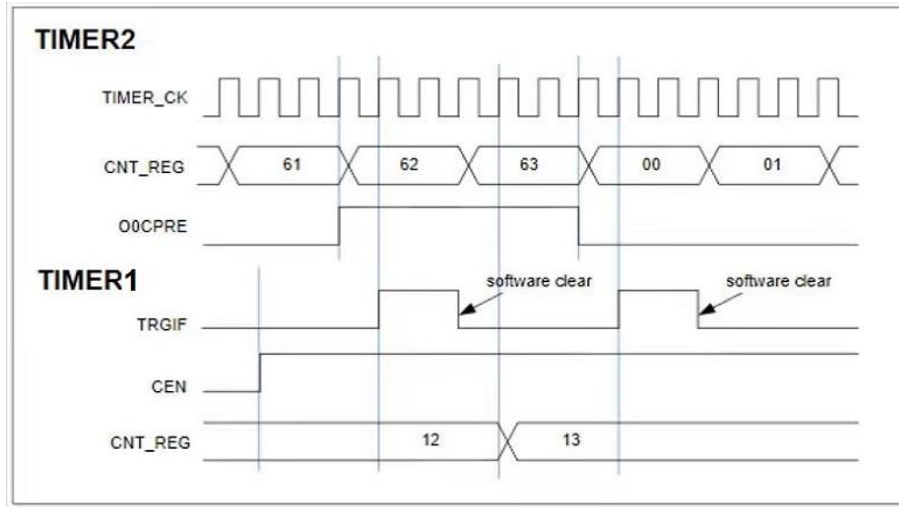 TIMER2
TIMER_CK
CNT_REG 61 62 63 00 01
O0CPRE
TIMER1
software clear software clear
TRGIF
CEN
CNT_REG 12 13